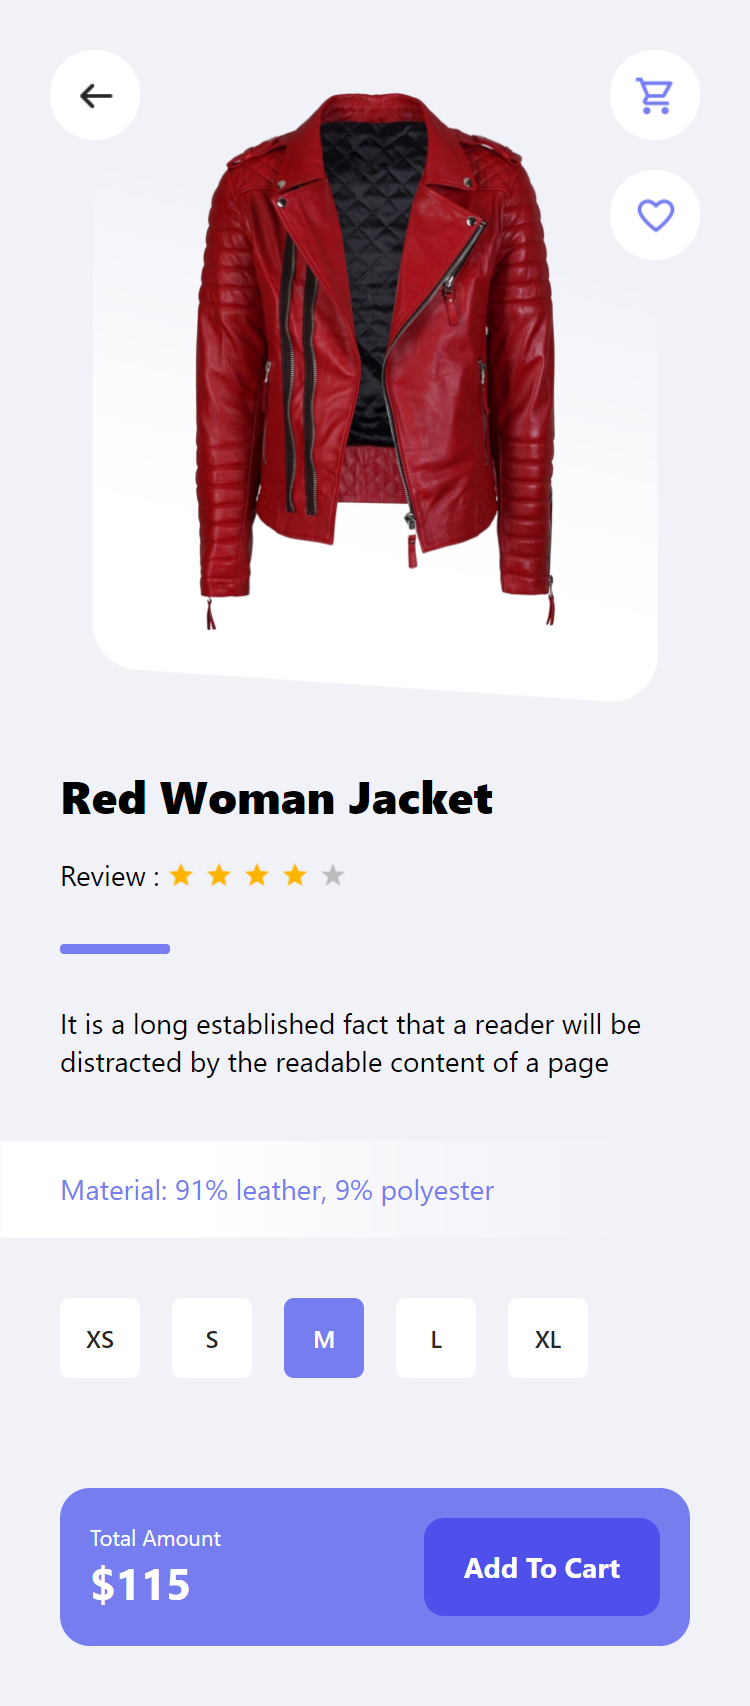 Red Woman Jacket
Review :
It is a long established fact that a reader will be
distracted by the readable content of a page
Material: 91% leather, 9% polyester
XS S M L XL
Total Amount
$115
Add To Cart